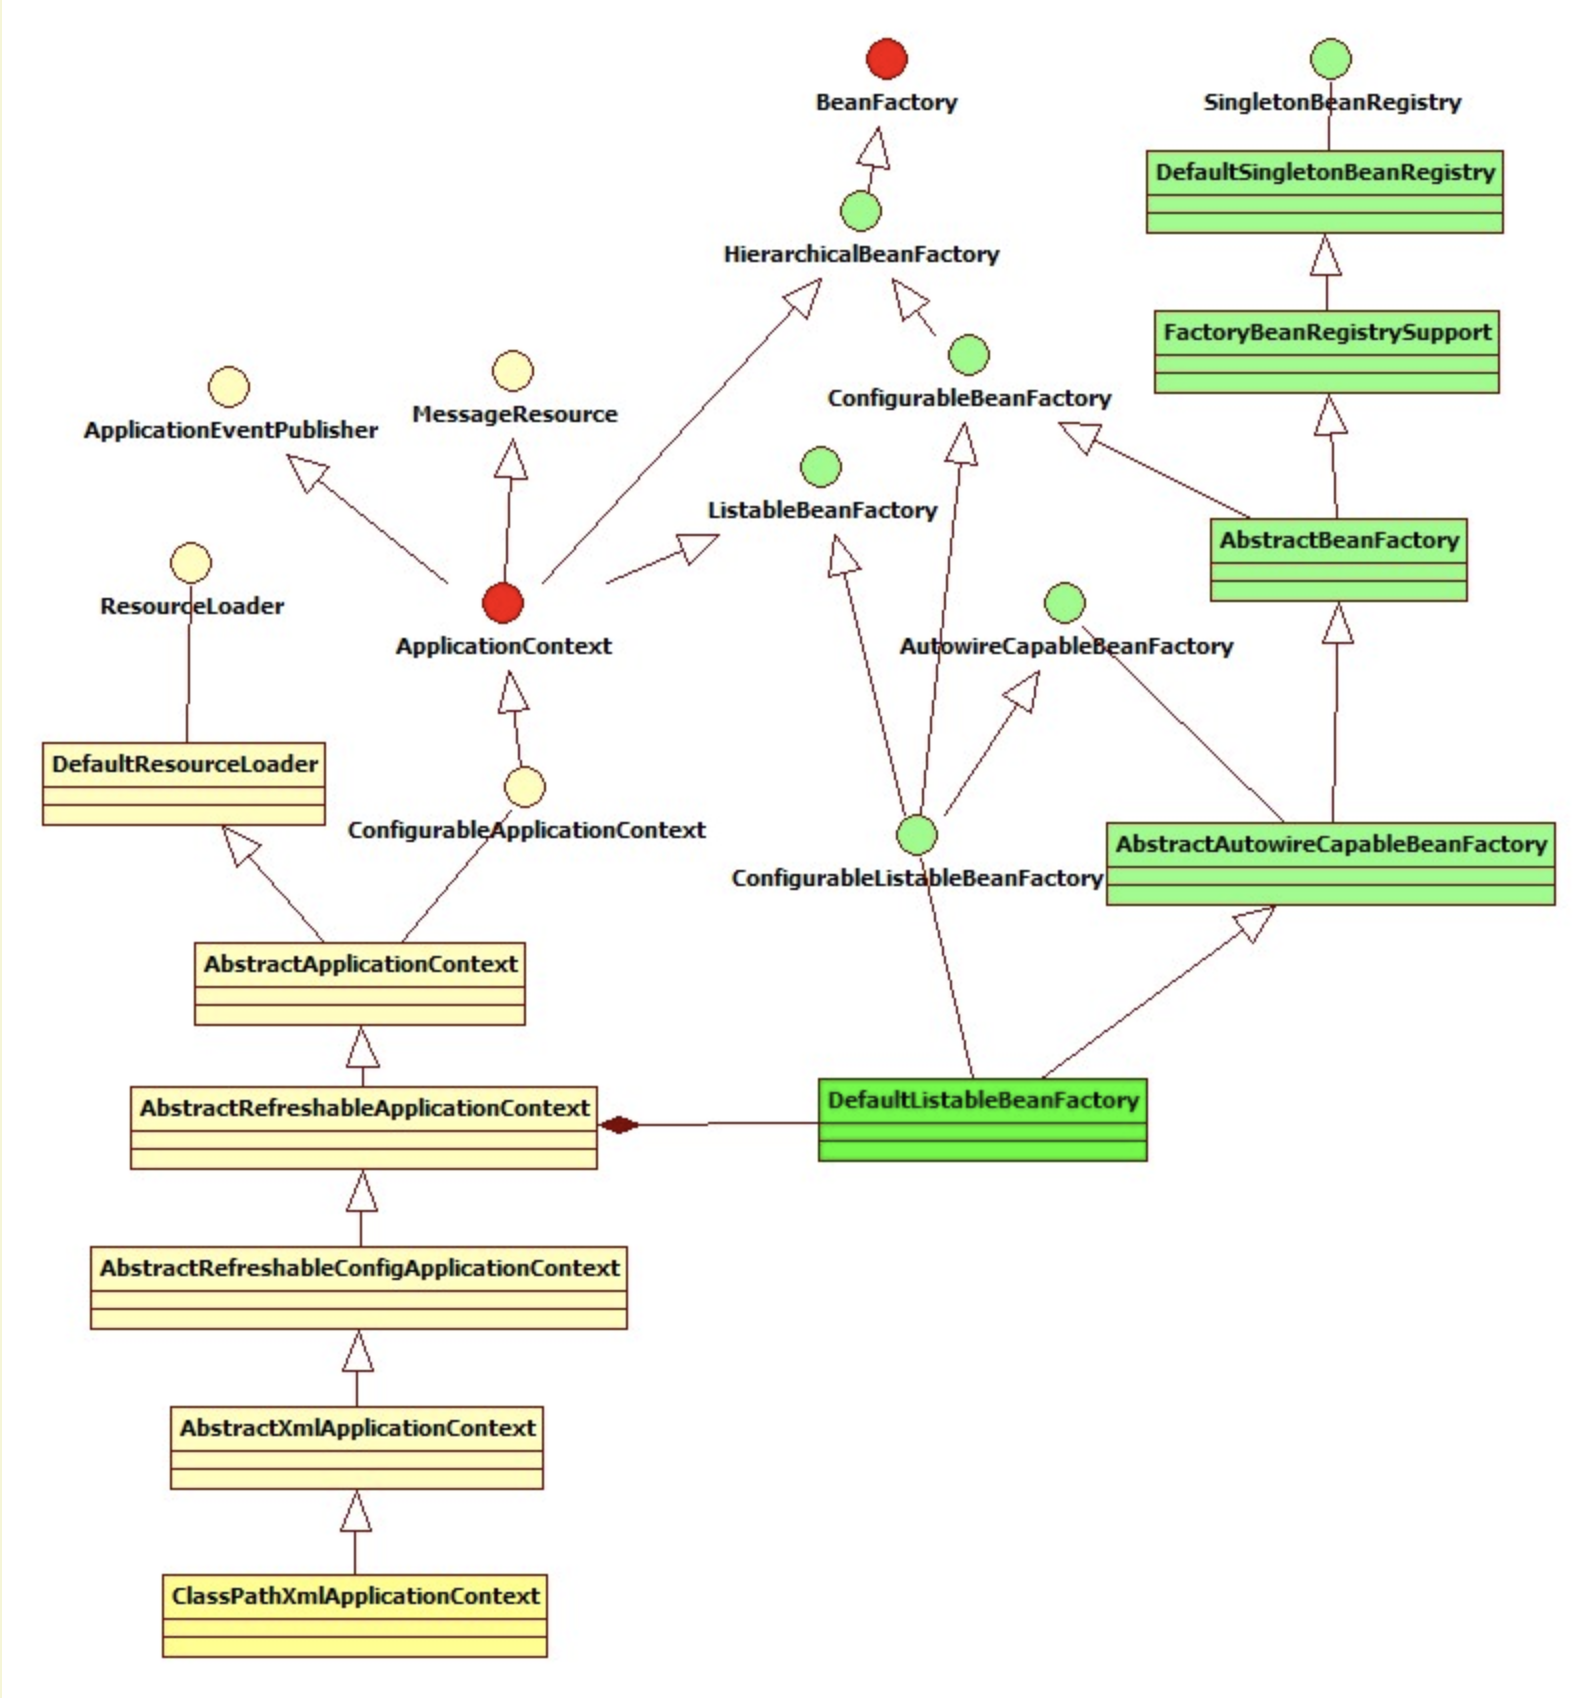 BeanFactory
SingletonBeanRegistry
DefaultSingletonBeanRegistry
HierarchicalBeanFactory
FactoryBeanRegistrySupport
ConfigurableBeanFactory
MessageResource
ApplicationEventPublisher
ListableBeanFactory
AbstractBeanFactory
ResourceLoader
ApplicationContext
AutowireCapableBeanFactory
DefaultResourceLoader
ConfigurableApplicationContext
AbstractAutowireCapableBeanFactory
ConfigurableListableBeanFactory
AbstractApplicationContext
AbstractRefreshableApplicationContext
DefaultListableBeanFactory
AbstractRefreshableConfigApplicationContext
AbstractXmlApplicationContext
ClassPathXmlApplicationContext